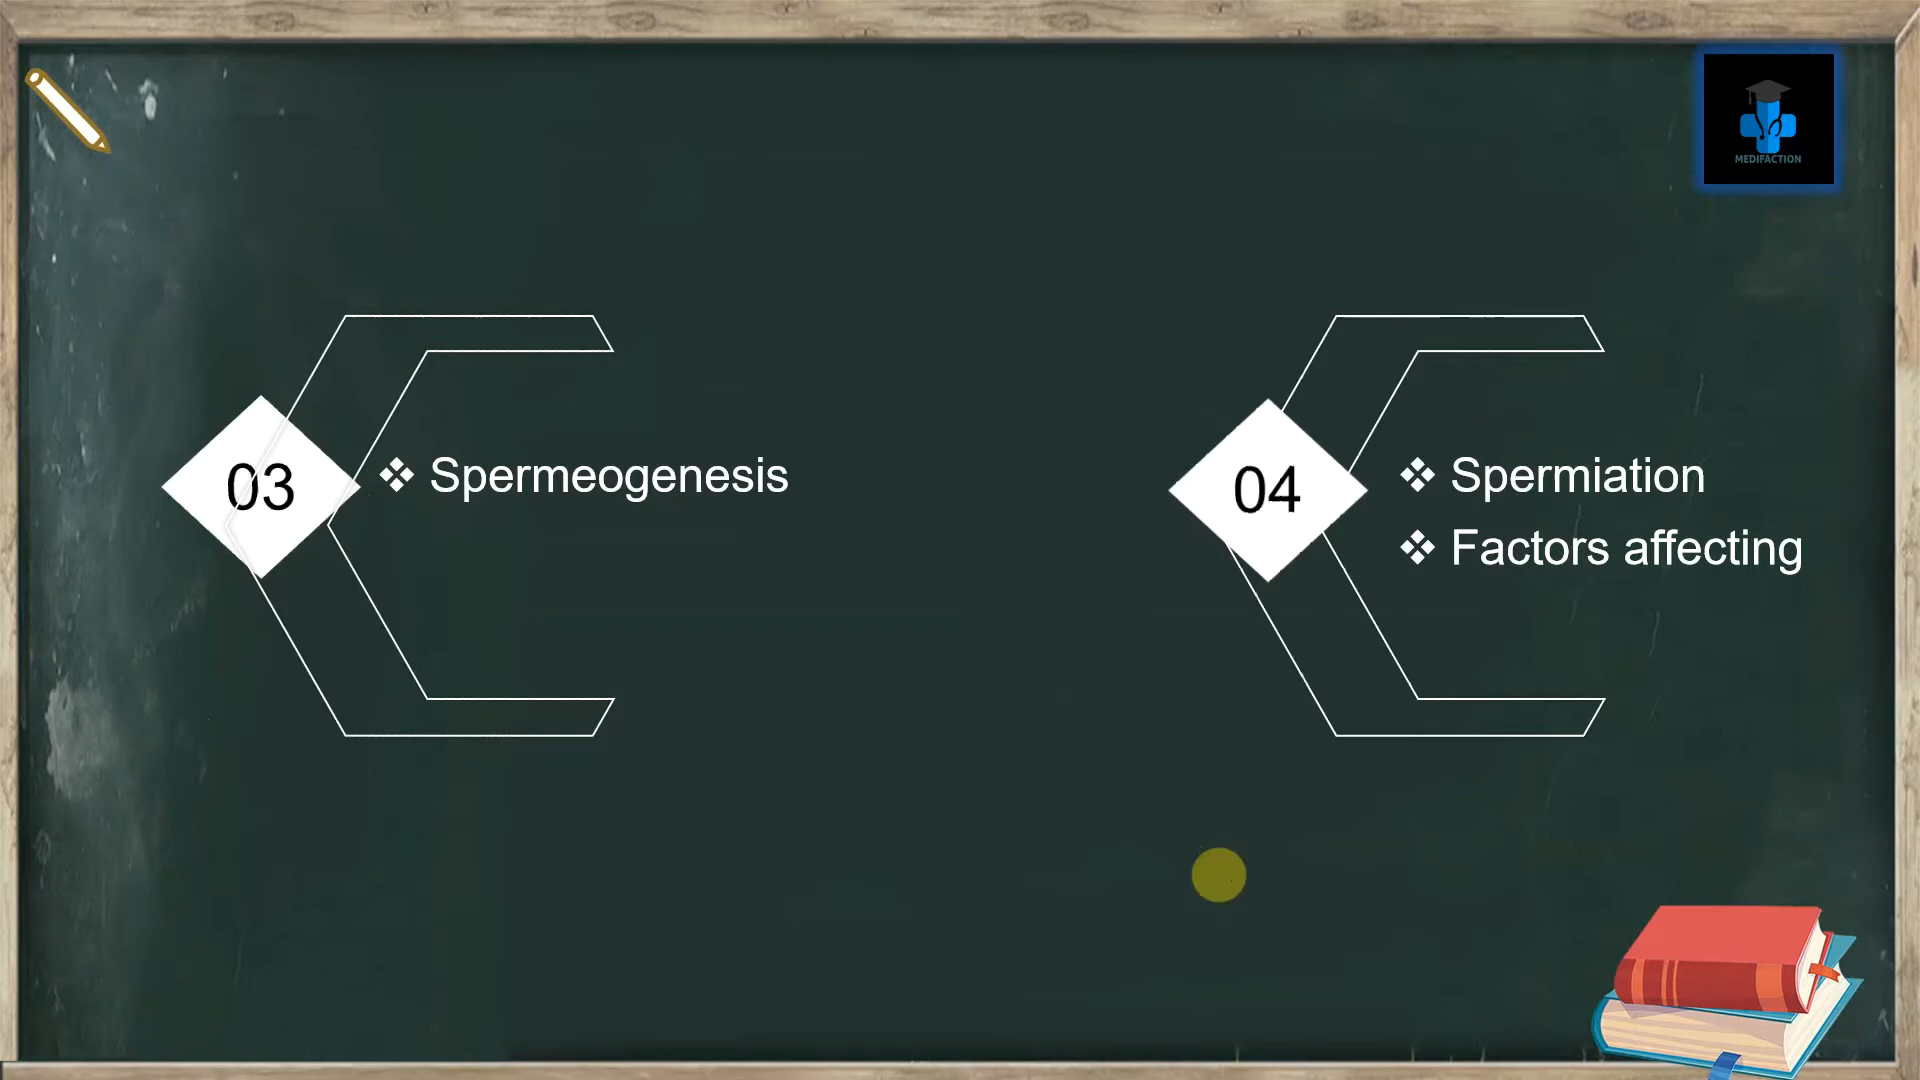 MEDIFACTION
03
❖ Spermeogenesis
04
❖ Spermiation
❖ Factors affecting